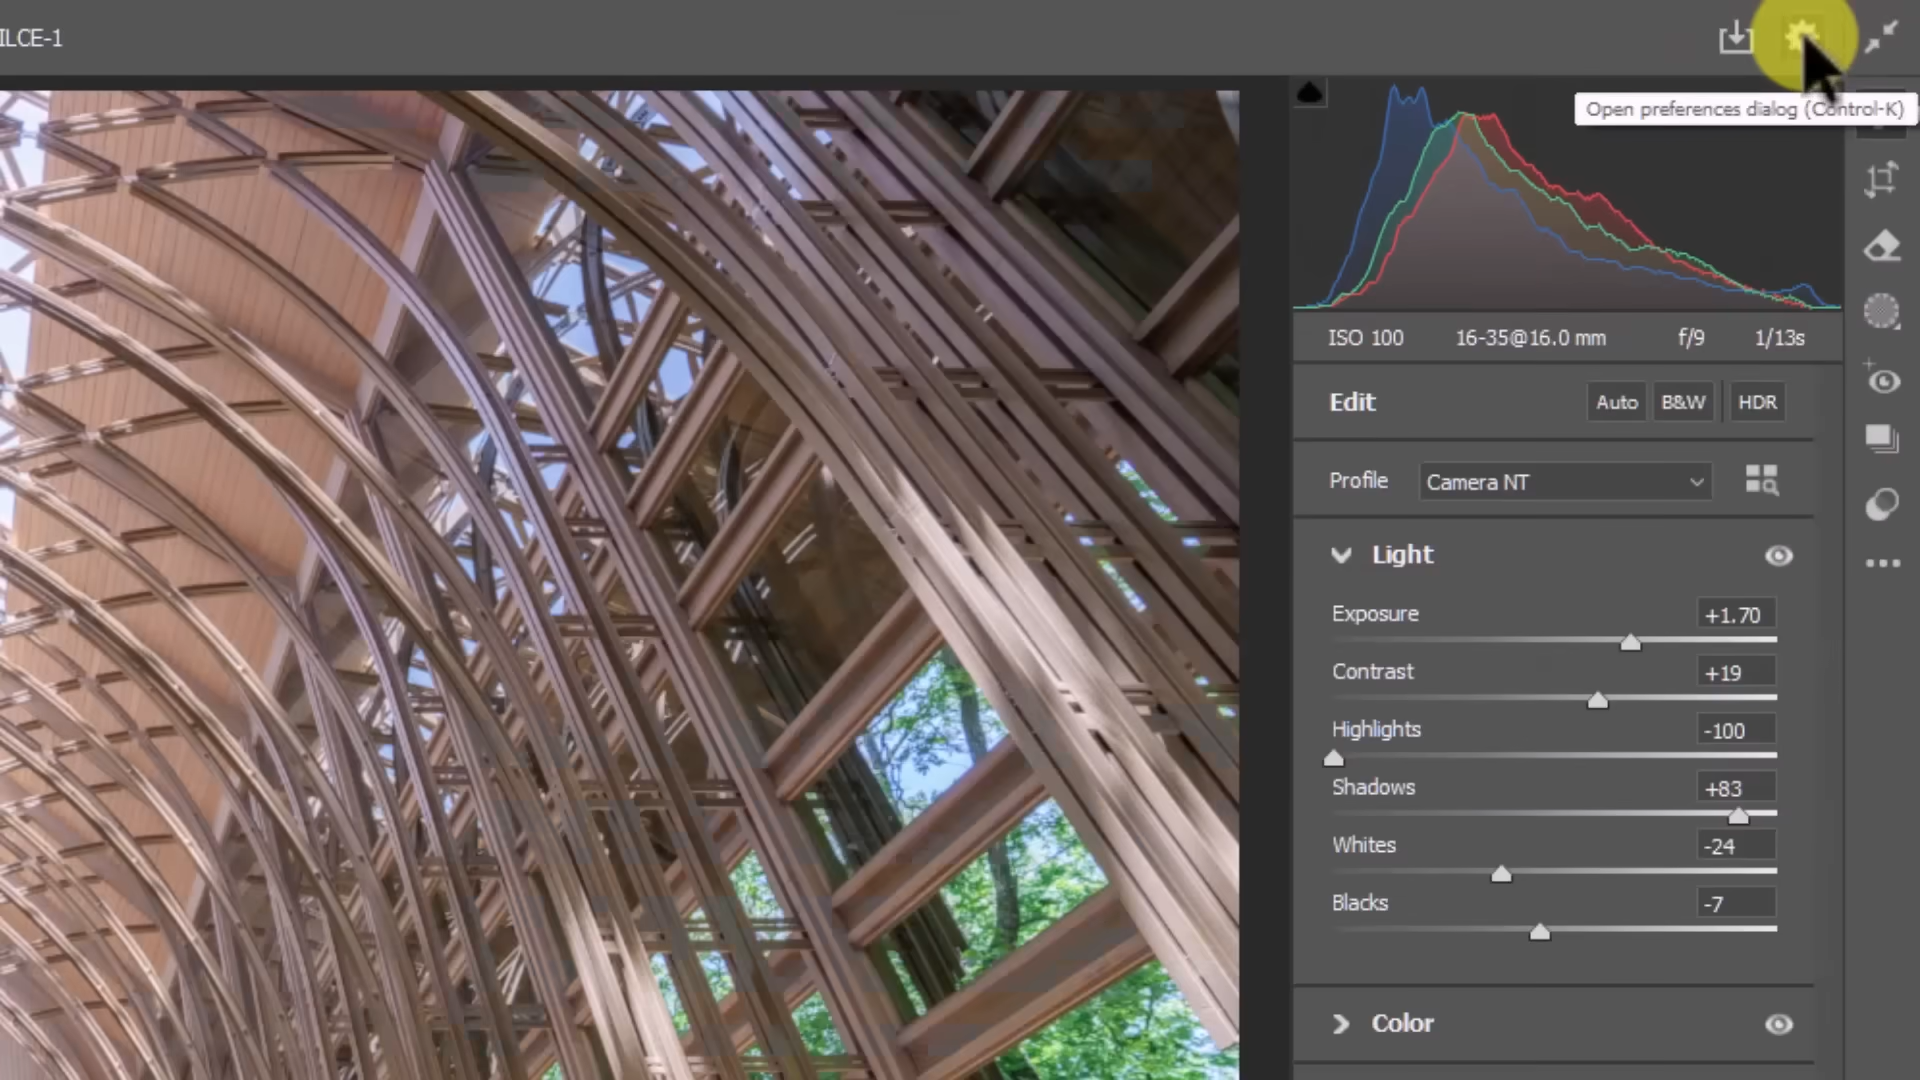 ILCE-1
Open preferences dialog (Control-K)
ISO 100 16-35@16.0 mm f/9 1/13s
Edit Auto B&W HDR
Profile Camera NT
Light
Exposure +1.70
Contrast +19
Highlights -100
Shadows +83
Whites -24
Blacks -7
Color